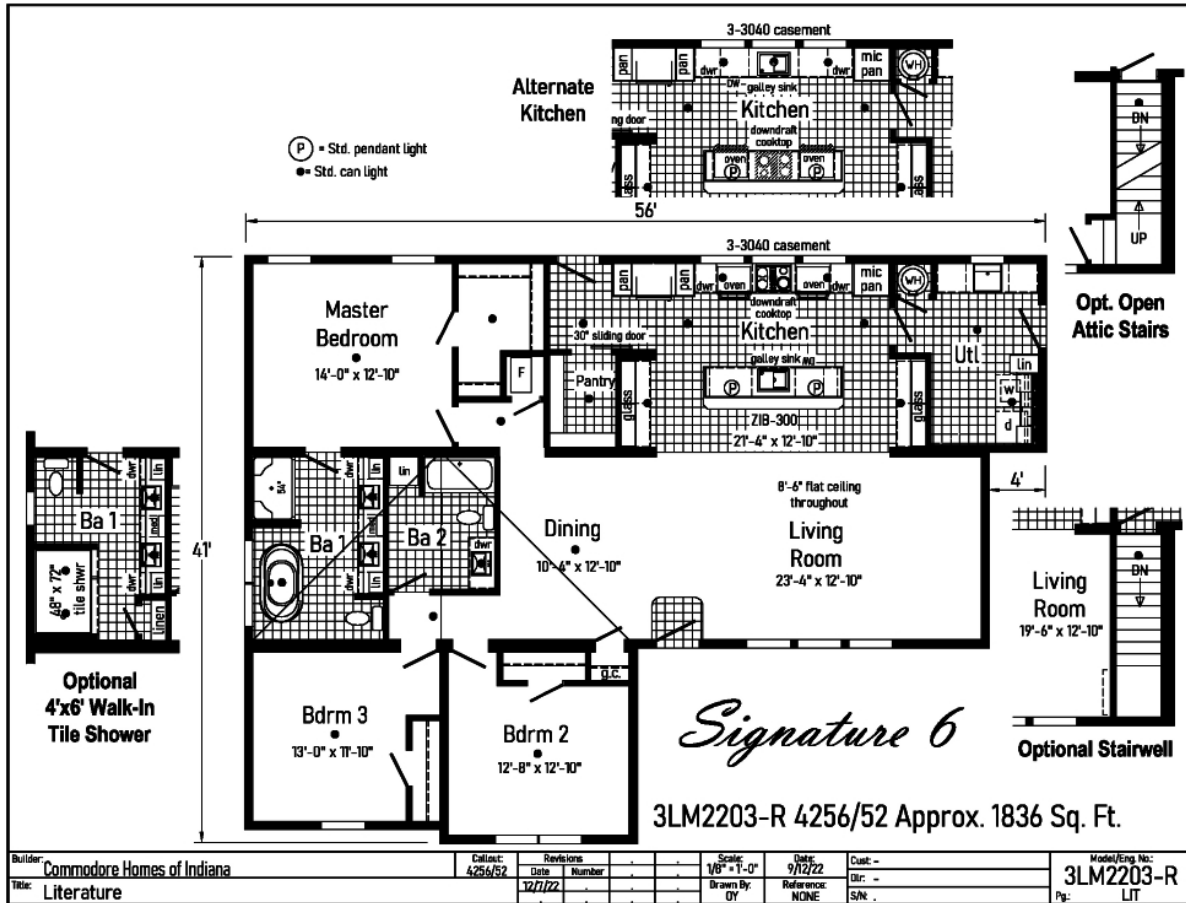 3-3040 casement
pan
pan
dwr
dwr
mic
pan
WH
DW
galley sink
Alternate
Kitchen
Kitchen
ng door
downdraft
cooktop
oven
oven
P
P
glass
P = Std. pendant light
= Std. can light
DN
UP
Opt. Open
Attic Stairs
56'
3-3040 casement
pan
pan
dwr
oven
oven
dwr
mic
pan
WH
downdraft
cooktop
Master
Bedroom
14'-0" x 12'-10"
30" sliding door
Kitchen
galley sink
DW
Utl
lin
w
d
F
Pantry
glass
P
P
glass
ZIB-300
21'-4" x 12'-10"
41'
4'
Ba 1
dwr
lin
med
dwr
lin
48" x 72"
tile shwr
linen
Optional
4'x6' Walk-In
Tile Shower
54"
dwr
lin
Ba 1
med
dwr
lin
lin
Ba 2
dwr
Dining
10'-4" x 12'-10"
8'-6" flat ceiling
throughout
Living
Room
23'-4" x 12'-10"
Living
Room
19'-6" x 12'-10"
DN
Optional Stairwell
g.c.
Bdrm 3
13'-0" x 11'-10"
Bdrm 2
12'-8" x 12'-10"
Signature 6
3LM2203-R 4256/52 Approx. 1836 Sq. Ft.
Builder: Commodore Homes of Indiana
Title: Literature
Callout:
4256/52
Revisions
Date Number
12/7/22
Scale:
1/8" = 1'-0"
Date:
9/12/22
Drawn By:
OY
Reference:
NONE
Cust: -
Dlr: -
S/N: .
Model/Eng. No.:
3LM2203-R
Pg.: LIT